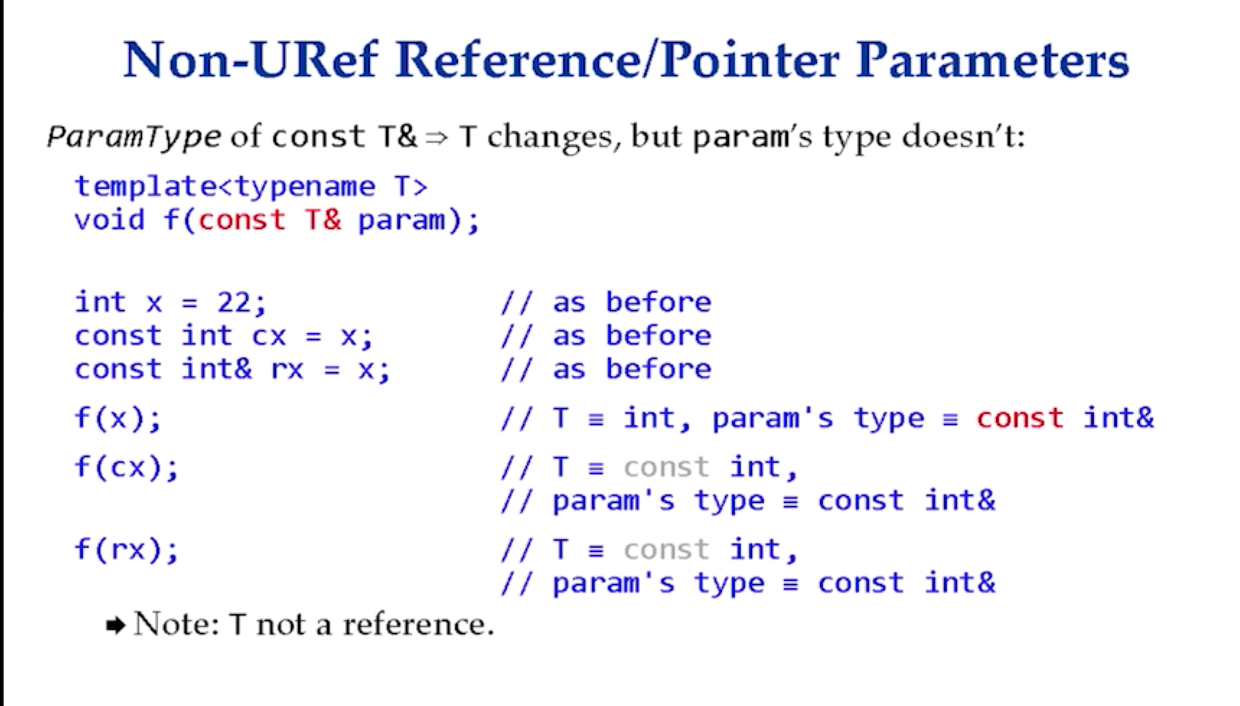 Non-URef Reference/Pointer Parameters
ParamType of const T& ⇒ T changes, but param's type doesn't:
template<typename T>
void f(const T& param);
int x = 22; // as before
const int cx = x; // as before
const int& rx = x; // as before
f(x); // T ≡ int, param's type ≡ const int&
f(cx); // T ≡ const int,
// param's type ≡ const int&
f(rx); // T ≡ const int,
// param's type ≡ const int&
➡ Note: T not a reference.